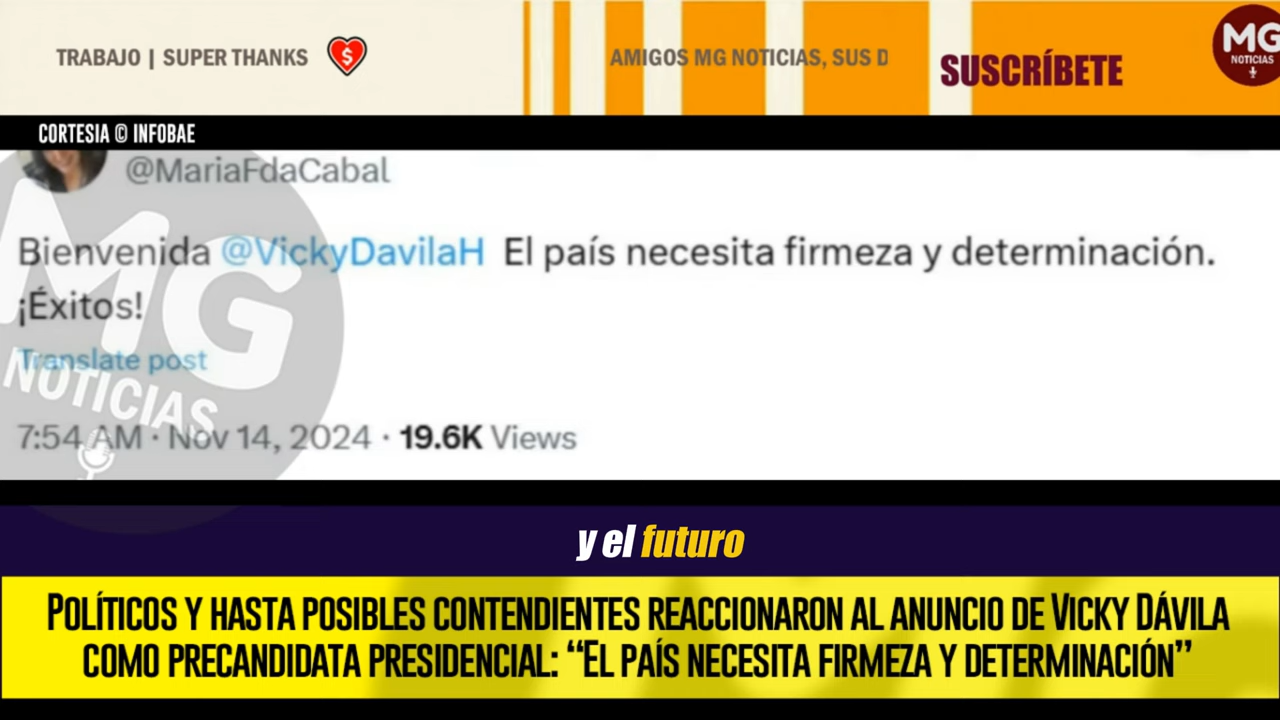 TRABAJO | SUPER THANKS
AMIGOS MG NOTICIAS, SUS D
SUSCRÍBETE
MG
NOTICIAS
CORTESIA © INFOBAE
@MariaFdaCabal
Bienvenida @VickyDavilaH El país necesita firmeza y determinación.
¡Éxitos!
Translate post
7:54 AM · Nov 14, 2024 · 19.6K Views
MG
NOTICIAS
y el futuro
POLÍTICOS Y HASTA POSIBLES CONTENDIENTES REACCIONARON AL ANUNCIO DE VICKY DÁVILA
COMO PRECANDIDATA PRESIDENCIAL: “EL PAÍS NECESITA FIRMEZA Y DETERMINACIÓN”